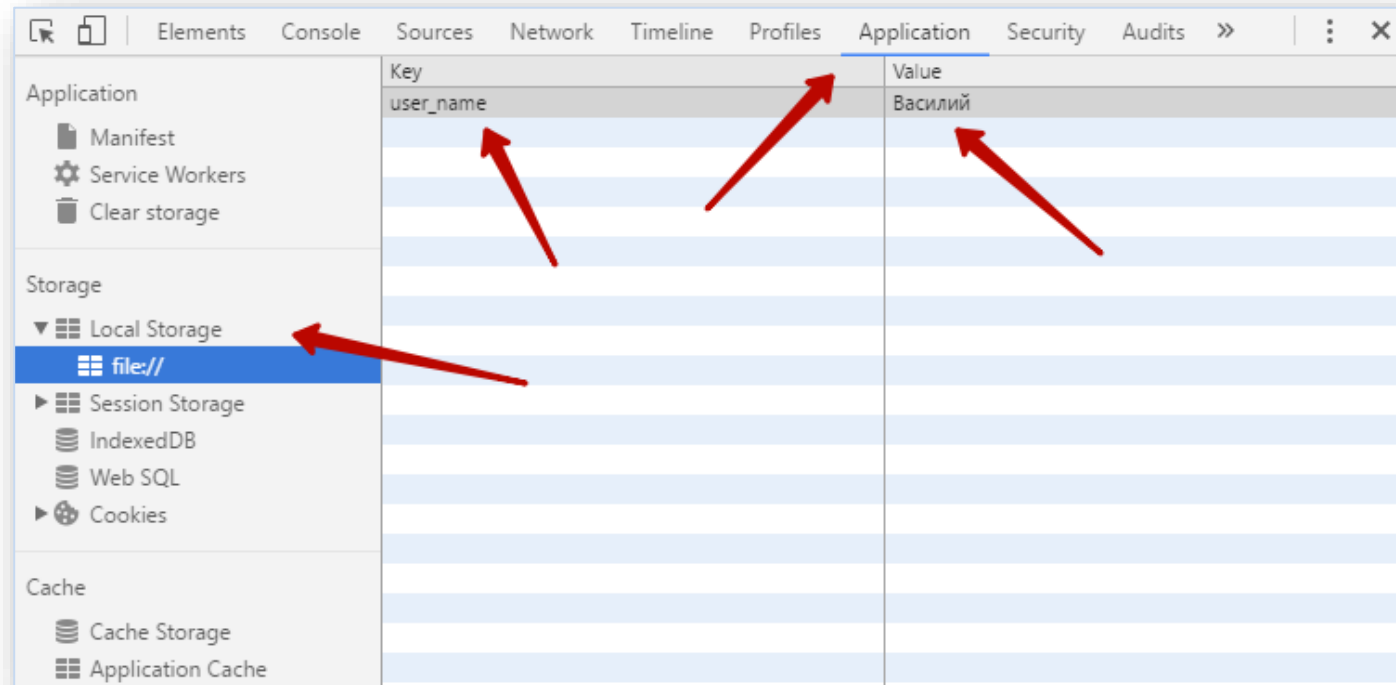 Elements Console Sources Network Timeline Profiles Application Security Audits »
Application
Manifest
Service Workers
Clear storage
Storage
Local Storage
file://
Session Storage
IndexedDB
Web SQL
Cookies
Cache
Cache Storage
Application Cache
Key Value
user_name Василий